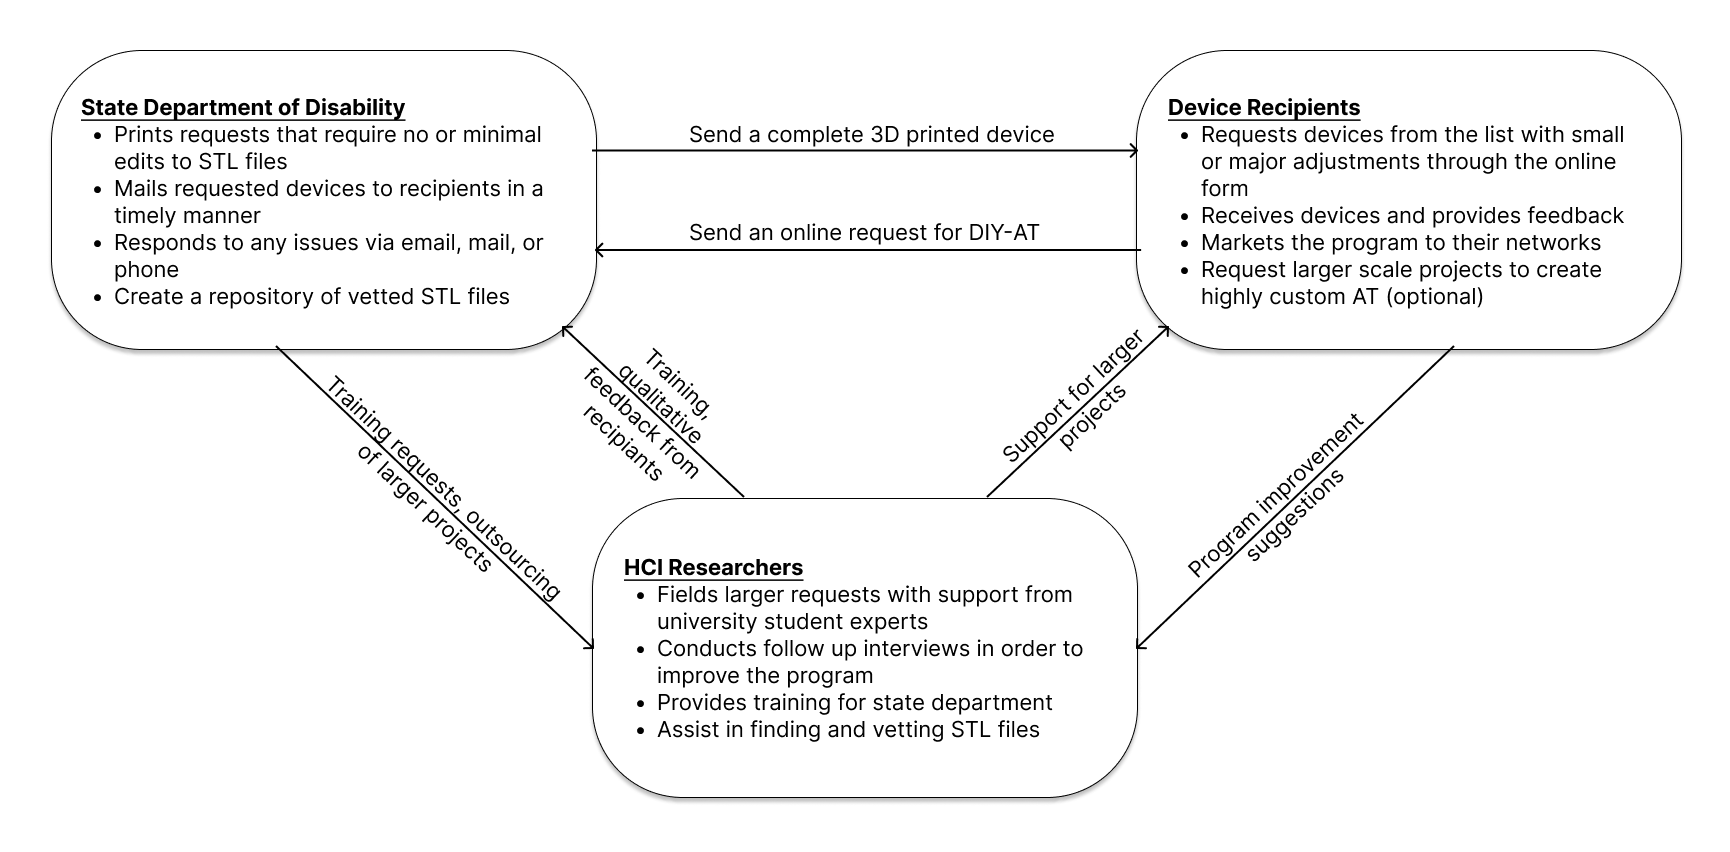 State Department of Disability
• Prints requests that require no or minimal
edits to STL files
• Mails requested devices to recipients in a
timely manner
• Responds to any issues via email, mail, or
phone
• Create a repository of vetted STL files
Send a complete 3D printed device
Send an online request for DIY-AT
Device Recipients
• Requests devices from the list with small
or major adjustments through the online
form
• Receives devices and provides feedback
• Markets the program to their networks
• Request larger scale projects to create
highly custom AT (optional)
Training requests, outsourcing
of larger projects
Training,
qualitative
feedback from
recipiants
Support for larger
projects
Program improvement
suggestions
HCI Researchers
• Fields larger requests with support from
university student experts
• Conducts follow up interviews in order to
improve the program
• Provides training for state department
• Assist in finding and vetting STL files